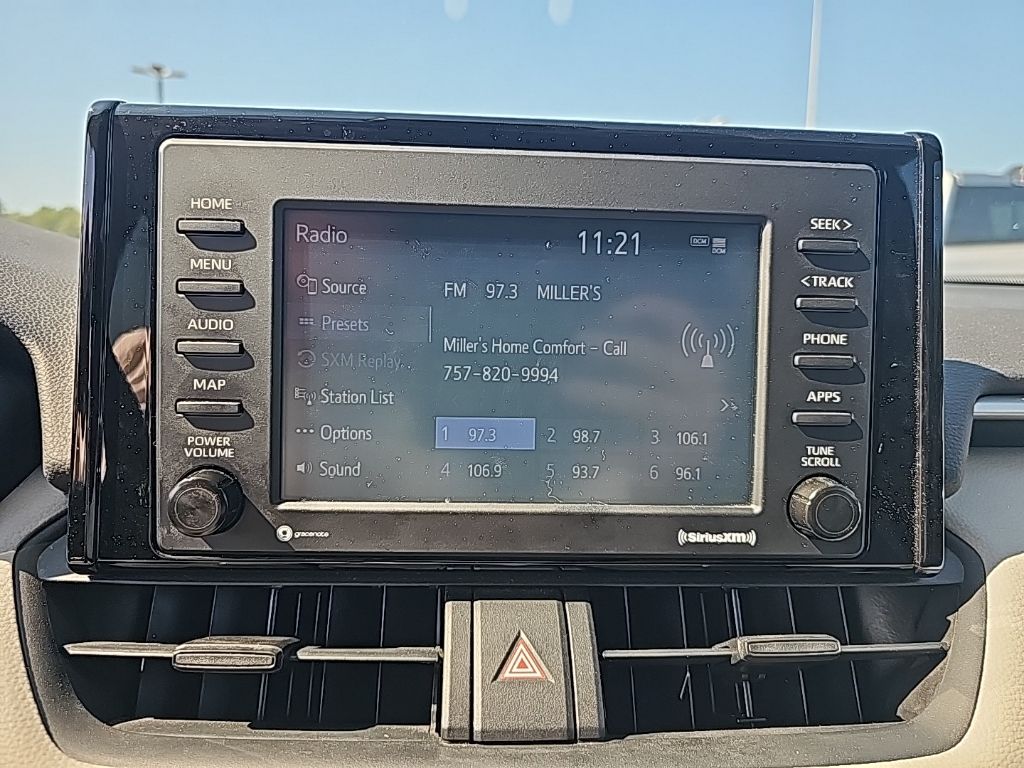 HOME
MENU
AUDIO
MAP
POWER
VOLUME
Radio 11:21 DCM DCM
Source
Presets
SXM Replay
Station List
Options
Sound
FM 97.3 MILLER'S
Miller's Home Comfort - Call
757-820-9994
1 97.3 2 98.7 3 106.1
4 106.9 5 93.7 6 96.1
SEEK>
<TRACK
PHONE
APPS
TUNE
SCROLL
gracenote
((SiriusXM))